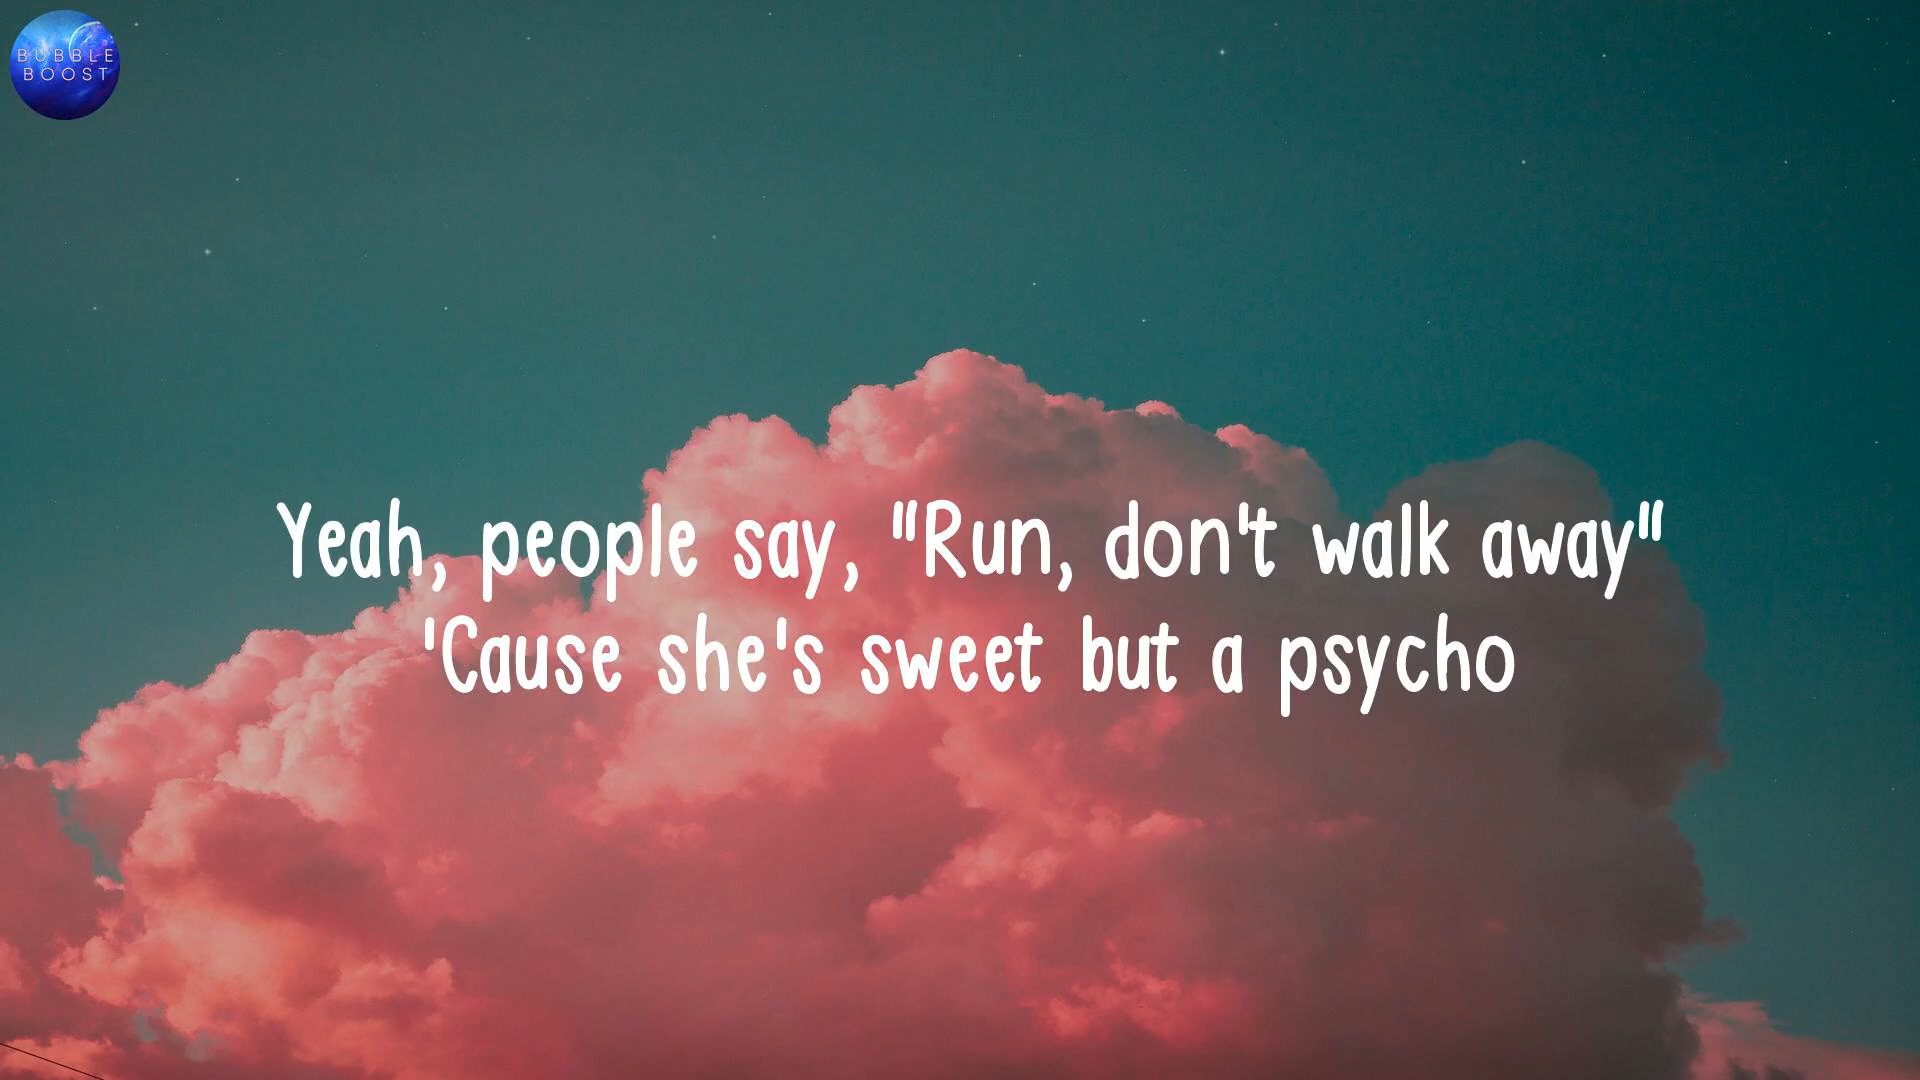 BUBBLE
BOOST
Yeah, people say, "Run, don't walk away"
'Cause she's sweet but a psycho